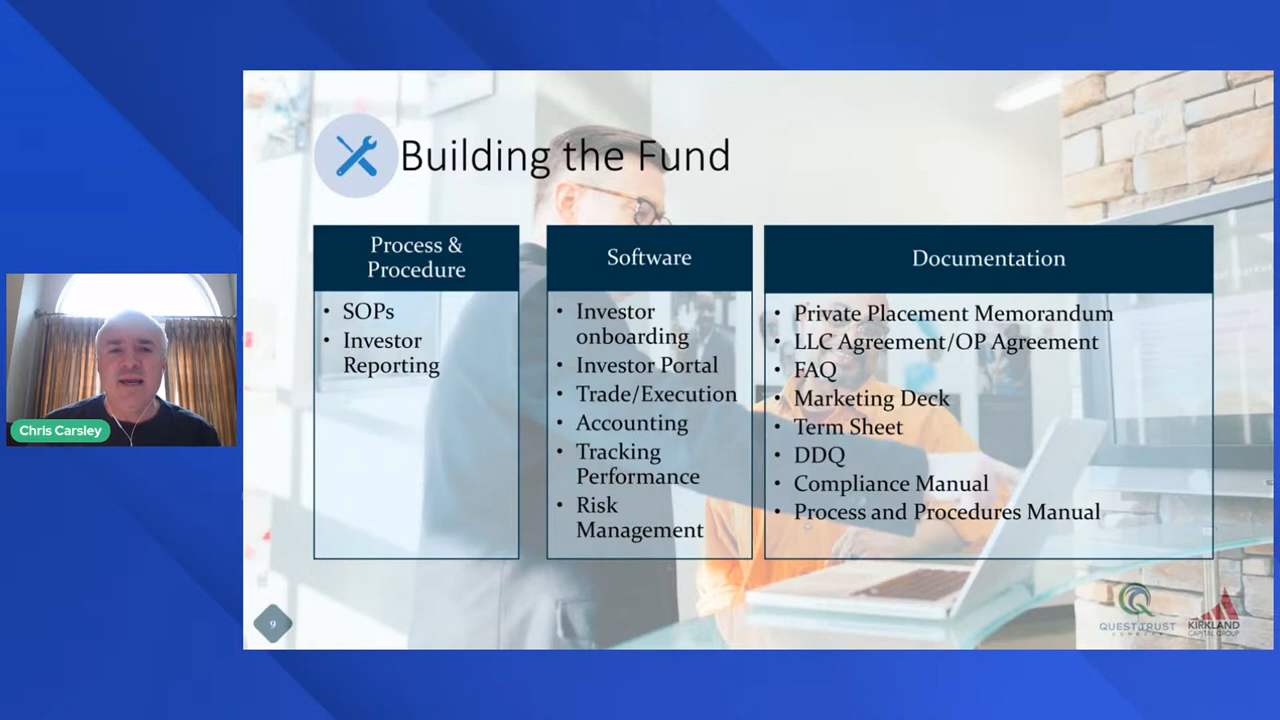 Building the Fund
Process &
Procedure
• SOPs
• Investor
Reporting
Software
• Investor
onboarding
• Investor Portal
• Trade/Execution
• Accounting
• Tracking
Performance
• Risk
Management
Documentation
• Private Placement Memorandum
• LLC Agreement/OP Agreement
• FAQ
• Marketing Deck
• Term Sheet
• DDQ
• Compliance Manual
• Process and Procedures Manual
Chris Carsley
9
QUEST TRUST
COMPANY
KIRKLAND
CAPITAL GROUP